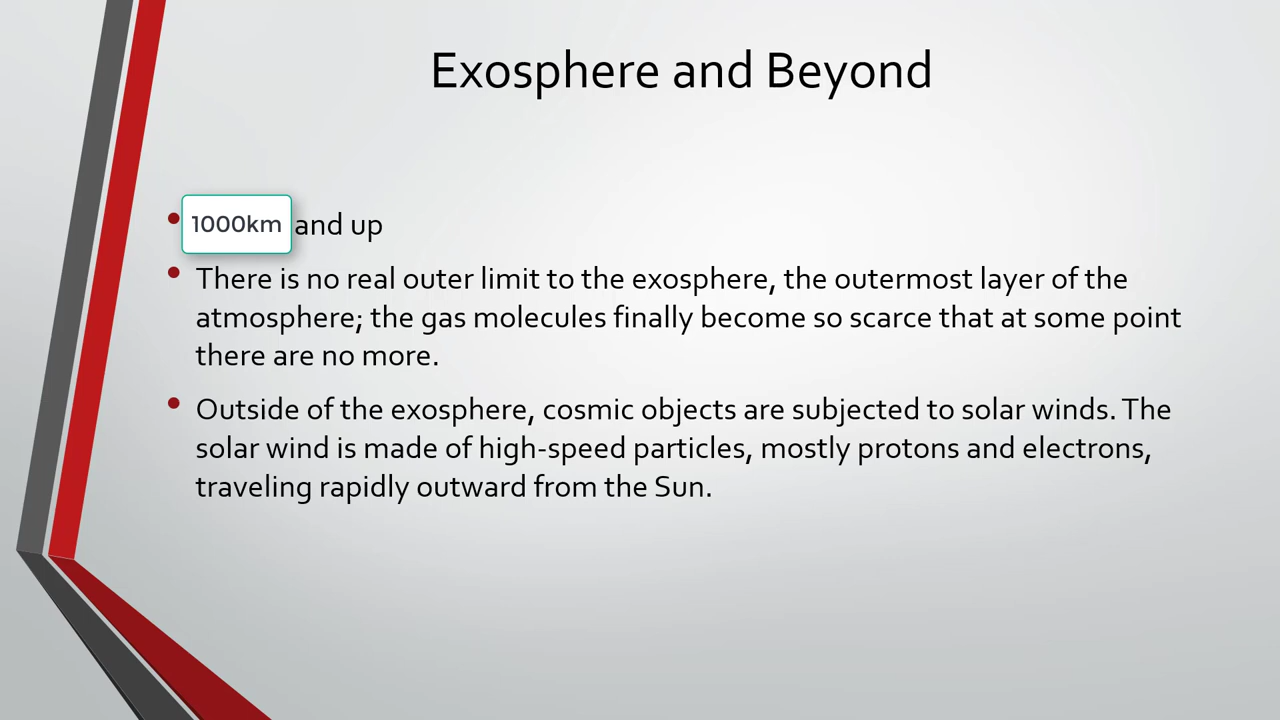 Exosphere and Beyond
• 1000km and up
• There is no real outer limit to the exosphere, the outermost layer of the
atmosphere; the gas molecules finally become so scarce that at some point
there are no more.
• Outside of the exosphere, cosmic objects are subjected to solar winds. The
solar wind is made of high-speed particles, mostly protons and electrons,
traveling rapidly outward from the Sun.